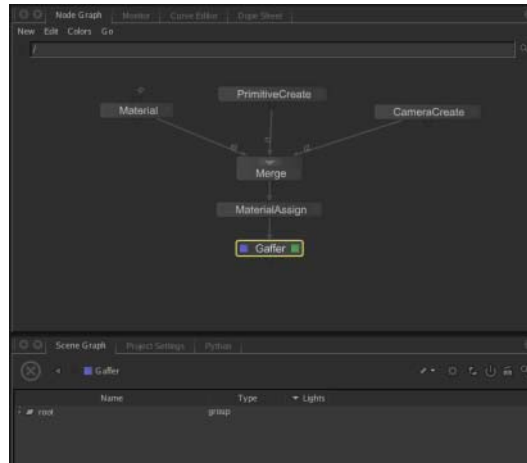 Node Graph Monitor Curve Editor Dope Sheet
New Edit Colors Go
/
PrimitiveCreate
Material
CameraCreate
Merge
MaterialAssign
Gaffer
Scene Graph Project Settings Python
Gaffer
Name Type Lights
root group